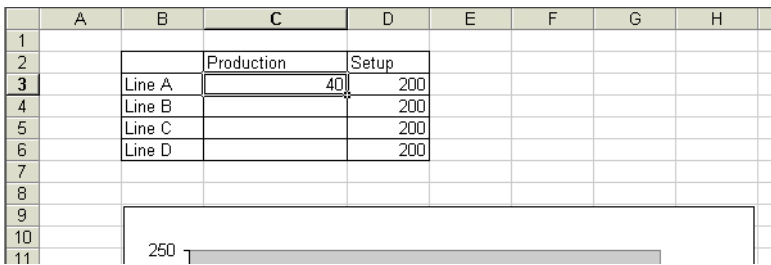 A B C D E F G H
1
2 Production Setup
3 Line A 40 200
4 Line B 200
5 Line C 200
6 Line D 200
7
8
9
10
11 250